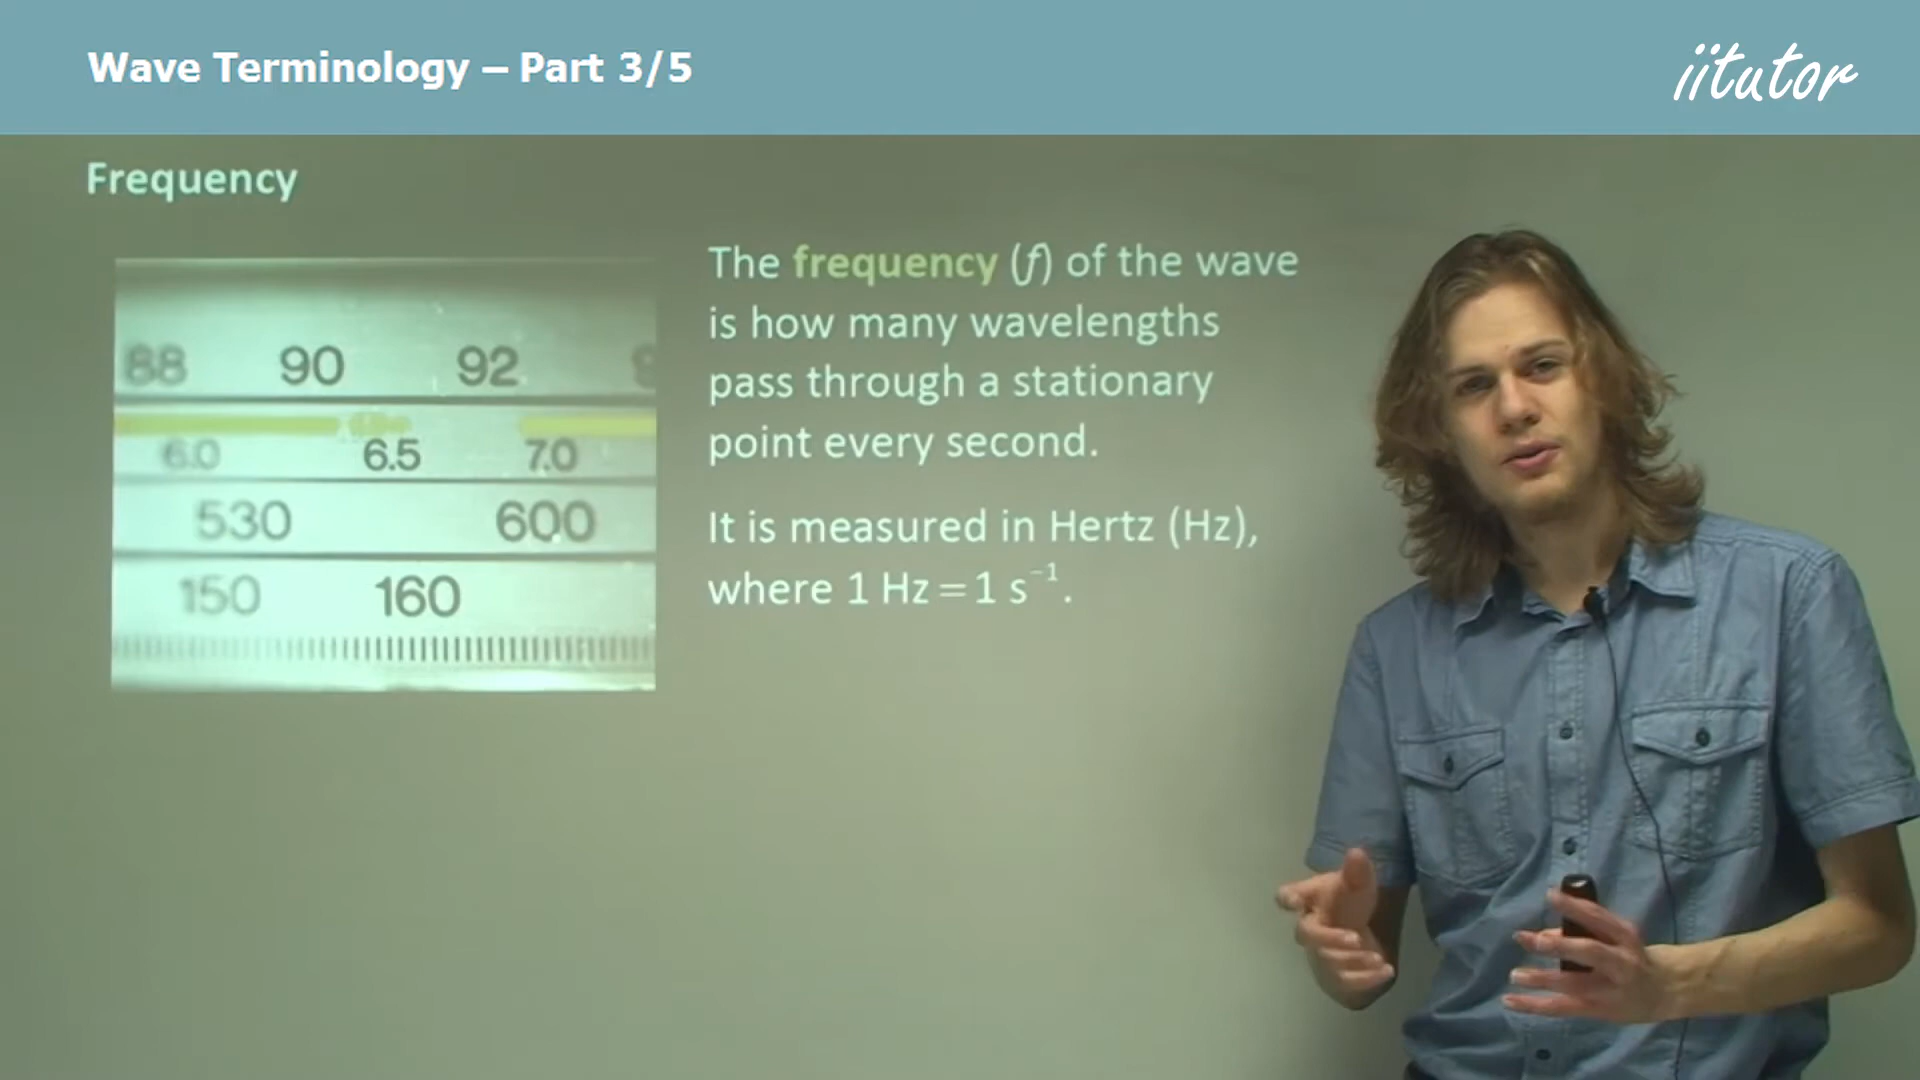 Wave Terminology – Part 3/5
iitutor
Frequency
The frequency (f) of the wave
is how many wavelengths
pass through a stationary
point every second.
It is measured in Hertz (Hz),
where 1 Hz = 1 s⁻¹.
88 90 92
6.0 6.5 7.0
530 600
150 160